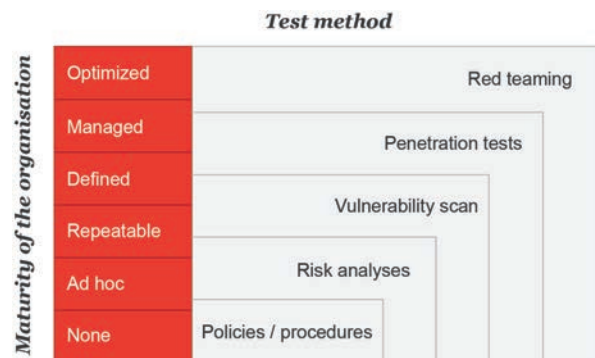 Test method
Maturity of the organisation
Optimized
Red teaming
Managed
Penetration tests
Defined
Vulnerability scan
Repeatable
Risk analyses
Ad hoc
None
Policies / procedures